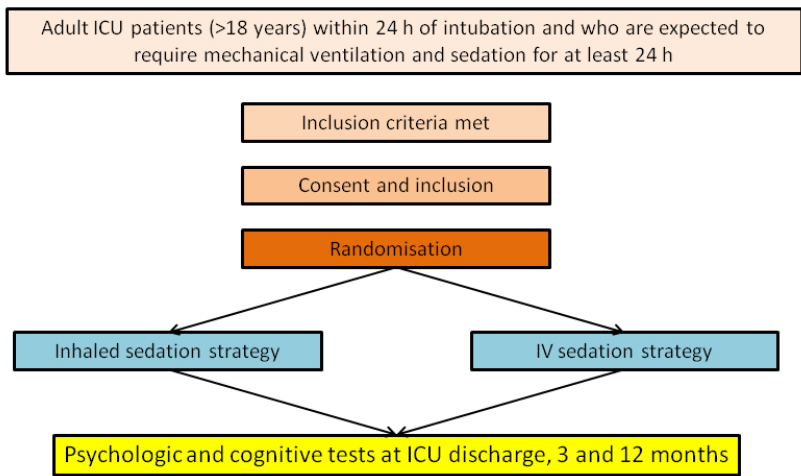 Adult ICU patients (>18 years) within 24 h of intubation and who are expected to
require mechanical ventilation and sedation for at least 24 h
Inclusion criteria met
Consent and inclusion
Randomisation
Inhaled sedation strategy
IV sedation strategy
Psychologic and cognitive tests at ICU discharge, 3 and 12 months